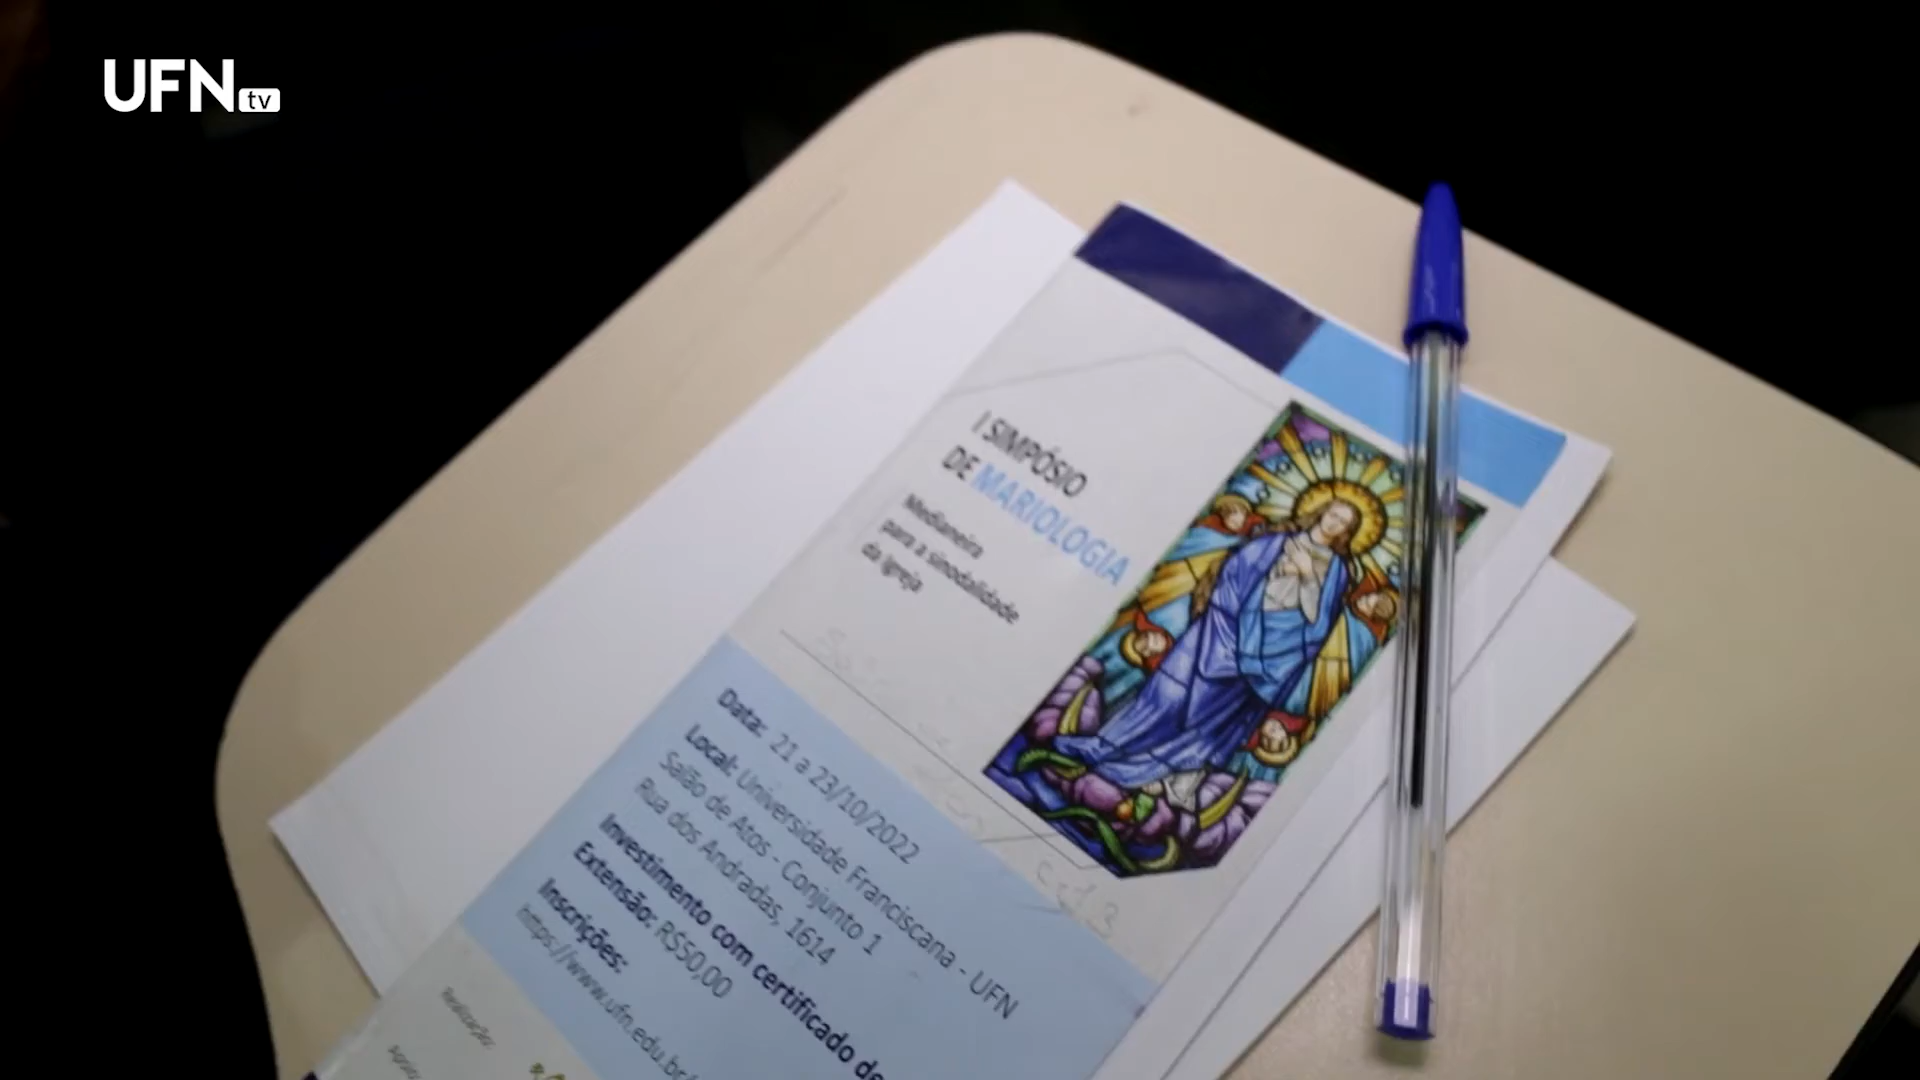 UFN tv
I SIMPÓSIO
DE MARIOLOGIA
Medianeira
para a sinodalidade
da Igreja
Data: 21 a 23/10/2022
Local: Universidade Franciscana - UFN
Salão de Atos - Conjunto 1
Rua dos Andradas, 1614
Investimento com certificado de
Extensão: R$50,00
Inscrições:
https://www.ufn.edu.br/
Realização:
Apoio: